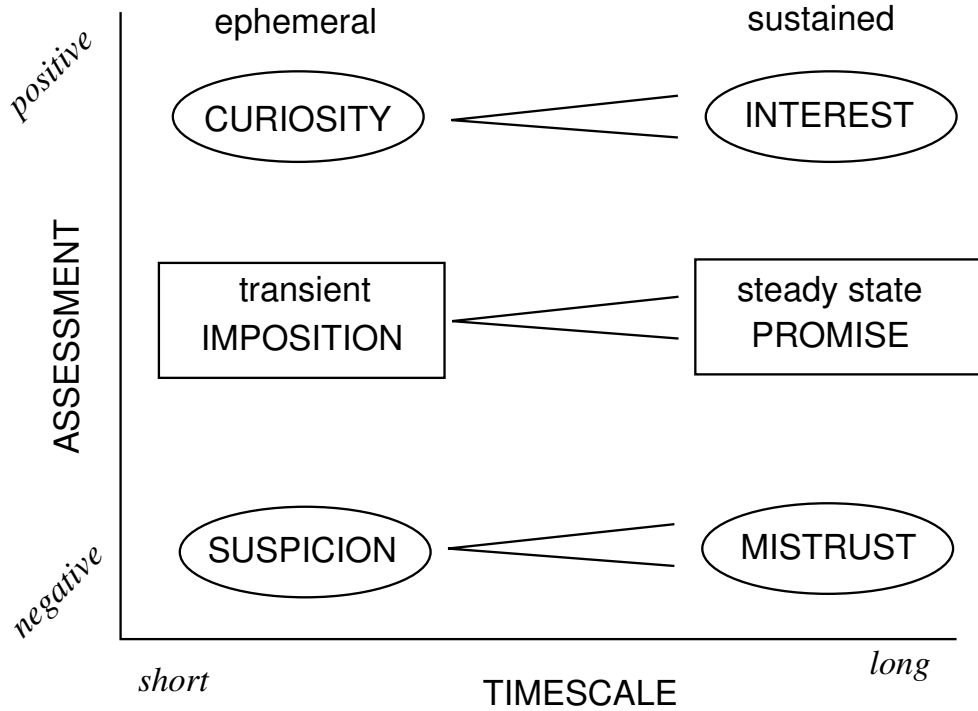 ephemeral
sustained
positive
CURIOSITY
INTEREST
ASSESSMENT
transient
IMPOSITION
steady state
PROMISE
SUSPICION
MISTRUST
negative
short
long
TIMESCALE